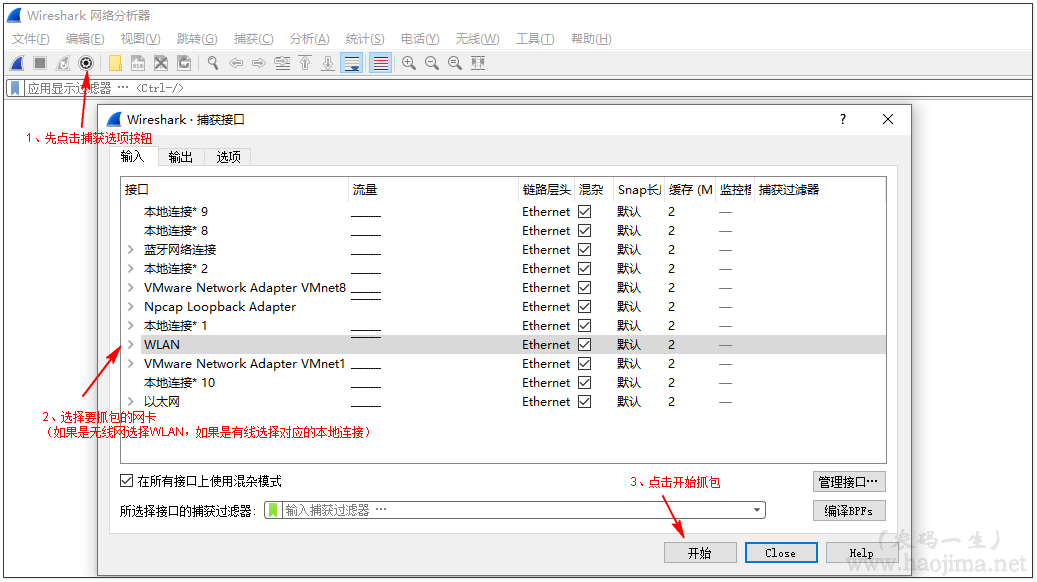 Wireshark 网络分析器
文件(F) 编辑(E) 视图(V) 跳转(G) 捕获(C) 分析(A) 统计(S) 电话(Y) 无线(W) 工具(T) 帮助(H)
应用显示过滤器 … <Ctrl-/>
1、先点击捕获选项按钮
Wireshark · 捕获接口
输入 输出 选项
接口 流量 链路层头 混杂 Snap长度 缓存 (M 监控模 捕获过滤器
本地连接* 9 Ethernet 默认 2 —
本地连接* 8 Ethernet 默认 2 —
蓝牙网络连接 Ethernet 默认 2 —
本地连接* 2 Ethernet 默认 2 —
VMware Network Adapter VMnet8 Ethernet 默认 2 —
Npcap Loopback Adapter Ethernet 默认 2 —
本地连接* 1 Ethernet 默认 2 —
WLAN Ethernet 默认 2 —
VMware Network Adapter VMnet1 Ethernet 默认 2 —
本地连接* 10 Ethernet 默认 2 —
以太网 Ethernet 默认 2 —
2、选择要抓包的网卡
（如果是无线网选择WLAN，如果是有线选择对应的本地连接）
在所有接口上使用混杂模式
3、点击开始抓包
管理接口…
所选择接口的捕获过滤器: 输入捕获过滤器 …
编译BPFs
开始 Close Help
（农码一生）
www.haojima.net